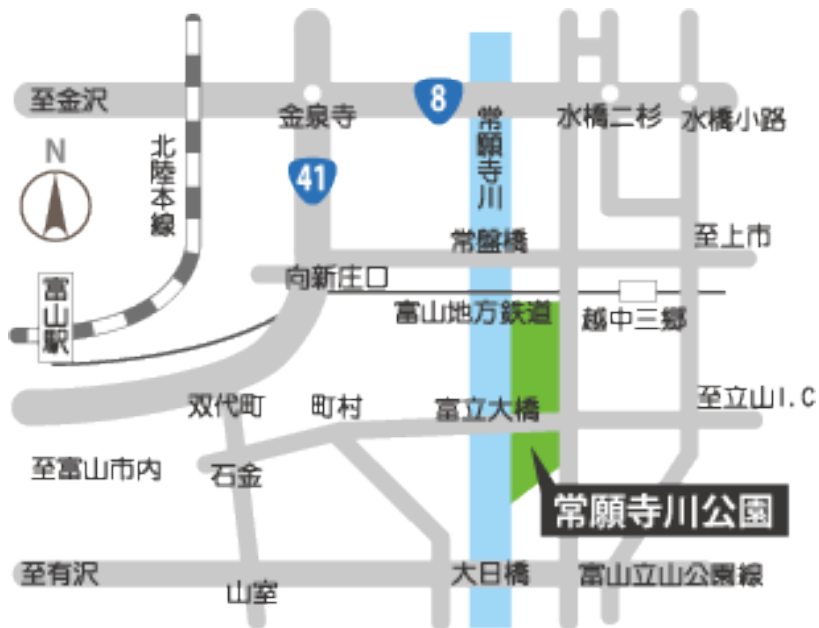 至金沢
8
金泉寺
水橋二杉
水橋小路
N
北陸本線
41
常願寺川
常盤橋
至上市
向新庄口
富山駅
富山地方鉄道
越中三郷
双代町
町村
富立大橋
至立山I.C
至富山市内
石金
常願寺川公園
至有沢
山室
大日橋
富山立山公園線